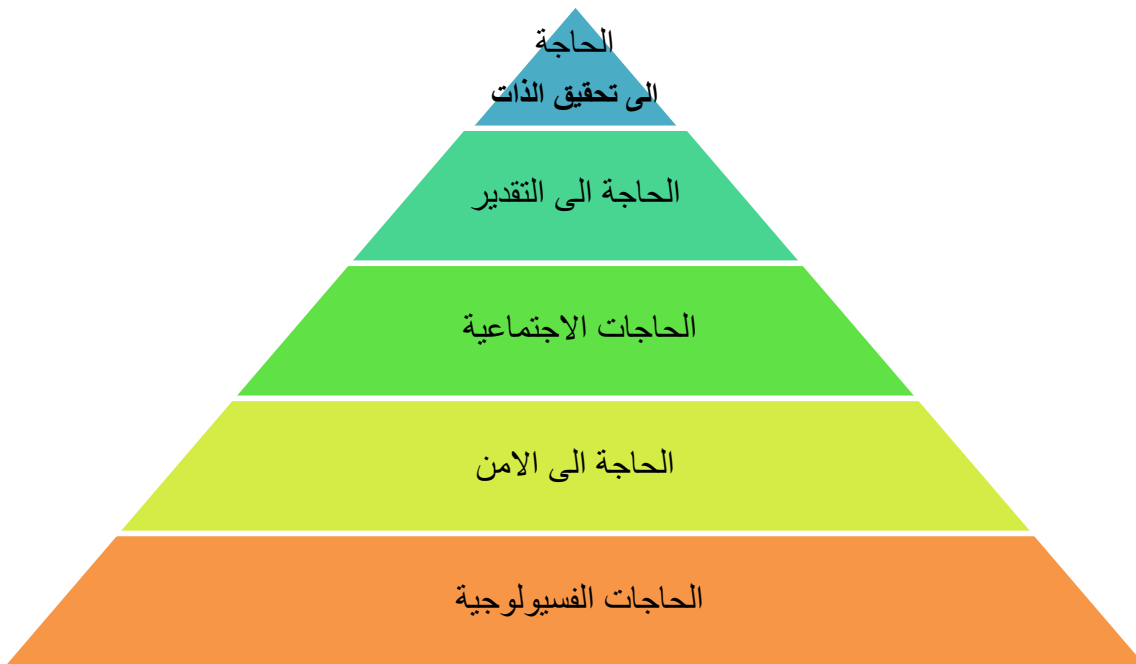 الحاجة
الى تحقيق الذات
الحاجة الى التقدير
الحاجات الاجتماعية
الحاجة الى الامن
الحاجات الفسيولوجية